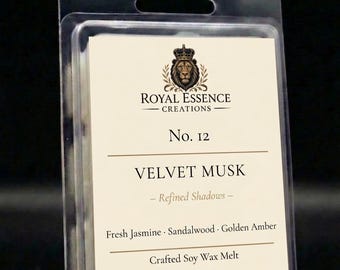 ROYAL ESSENCE
CREATIONS
No. 12
VELVET MUSK
– Refined Shadows –
Fresh Jasmine · Sandalwood · Golden Amber
Crafted Soy Wax Melt